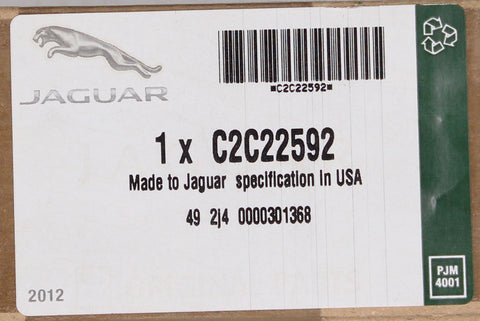 JAGUAR
*C2C22592*
1 x C2C22592
Made to Jaguar specification In USA
49 2|4 0000301368
2012
PJM
4001